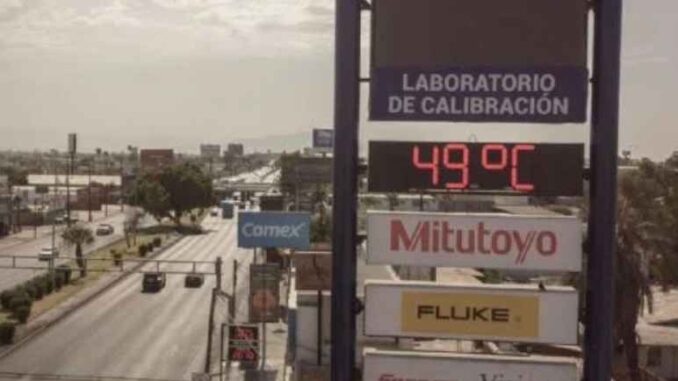 LABORATORIO
DE CALIBRACIÓN
49°C
Mitutoyo
FLUKE
Comex